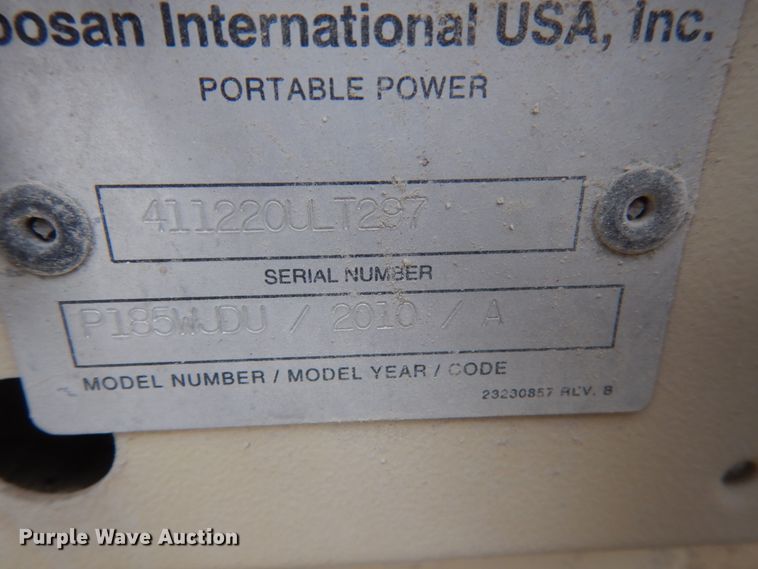 oosan International USA, Inc.
PORTABLE POWER
411220ULT297
SERIAL NUMBER
P185WJDU / 2010 / A
MODEL NUMBER / MODEL YEAR / CODE
23230857 REV. B
Purple Wave Auction